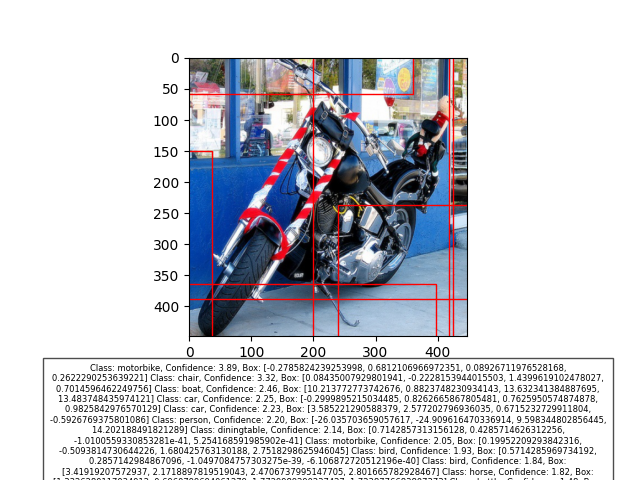 0
50
100
150
200
250
300
350
400
0 100 200 300 400
Class: motorbike, Confidence: 3.89, Box: [-0.2785824239253998, 0.6812106966972351, 0.08926711976528168,
0.2622290253639221] Class: chair, Confidence: 3.32, Box: [0.08435007929801941, -0.2228153944015503, 1.4399619102478027,
0.7014596462249756] Class: boat, Confidence: 2.46, Box: [10.213772773742676, 0.8823748230934143, 13.632341384887695,
13.483748435974121] Class: car, Confidence: 2.25, Box: [-0.2999895215034485, 0.8262665867805481, 0.7625950574874878,
0.9825842976570129] Class: car, Confidence: 2.23, Box: [3.585221290588379, 2.577202796936035, 0.6715232729911804,
-0.5926769375801086] Class: person, Confidence: 2.20, Box: [-26.03570365905​7617, -24.909616470336914, 9.598344802856445,
14.202188491821289] Class: diningtable, Confidence: 2.14, Box: [0.7142857313156128, 0.4285714626312256,
-1.0100559330853281e-41, 5.254168591985902e-41] Class: motorbike, Confidence: 2.05, Box: [0.19952209293842316,
-0.5093814730644226, 1.680425763130188, 2.7518298625946045] Class: bird, Confidence: 1.93, Box: [0.5714285969734192,
0.2857142984867096, -1.0497084757303275e-39, -6.106872720512196e-40] Class: bird, Confidence: 1.84, Box:
[3.41919207572937, 2.1718897819519043, 2.4706737995147705, 2.801665782928467] Class: horse, Confidence: 1.82, Box: